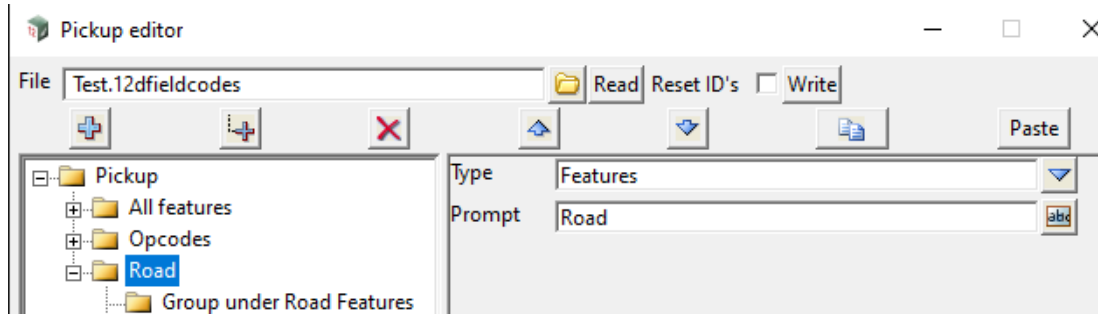 Pickup editor
File Test.12dfieldcodes Read Reset ID's Write
Paste
Pickup
All features
Opcodes
Road
Group under Road Features
Type Features
Prompt Road abc